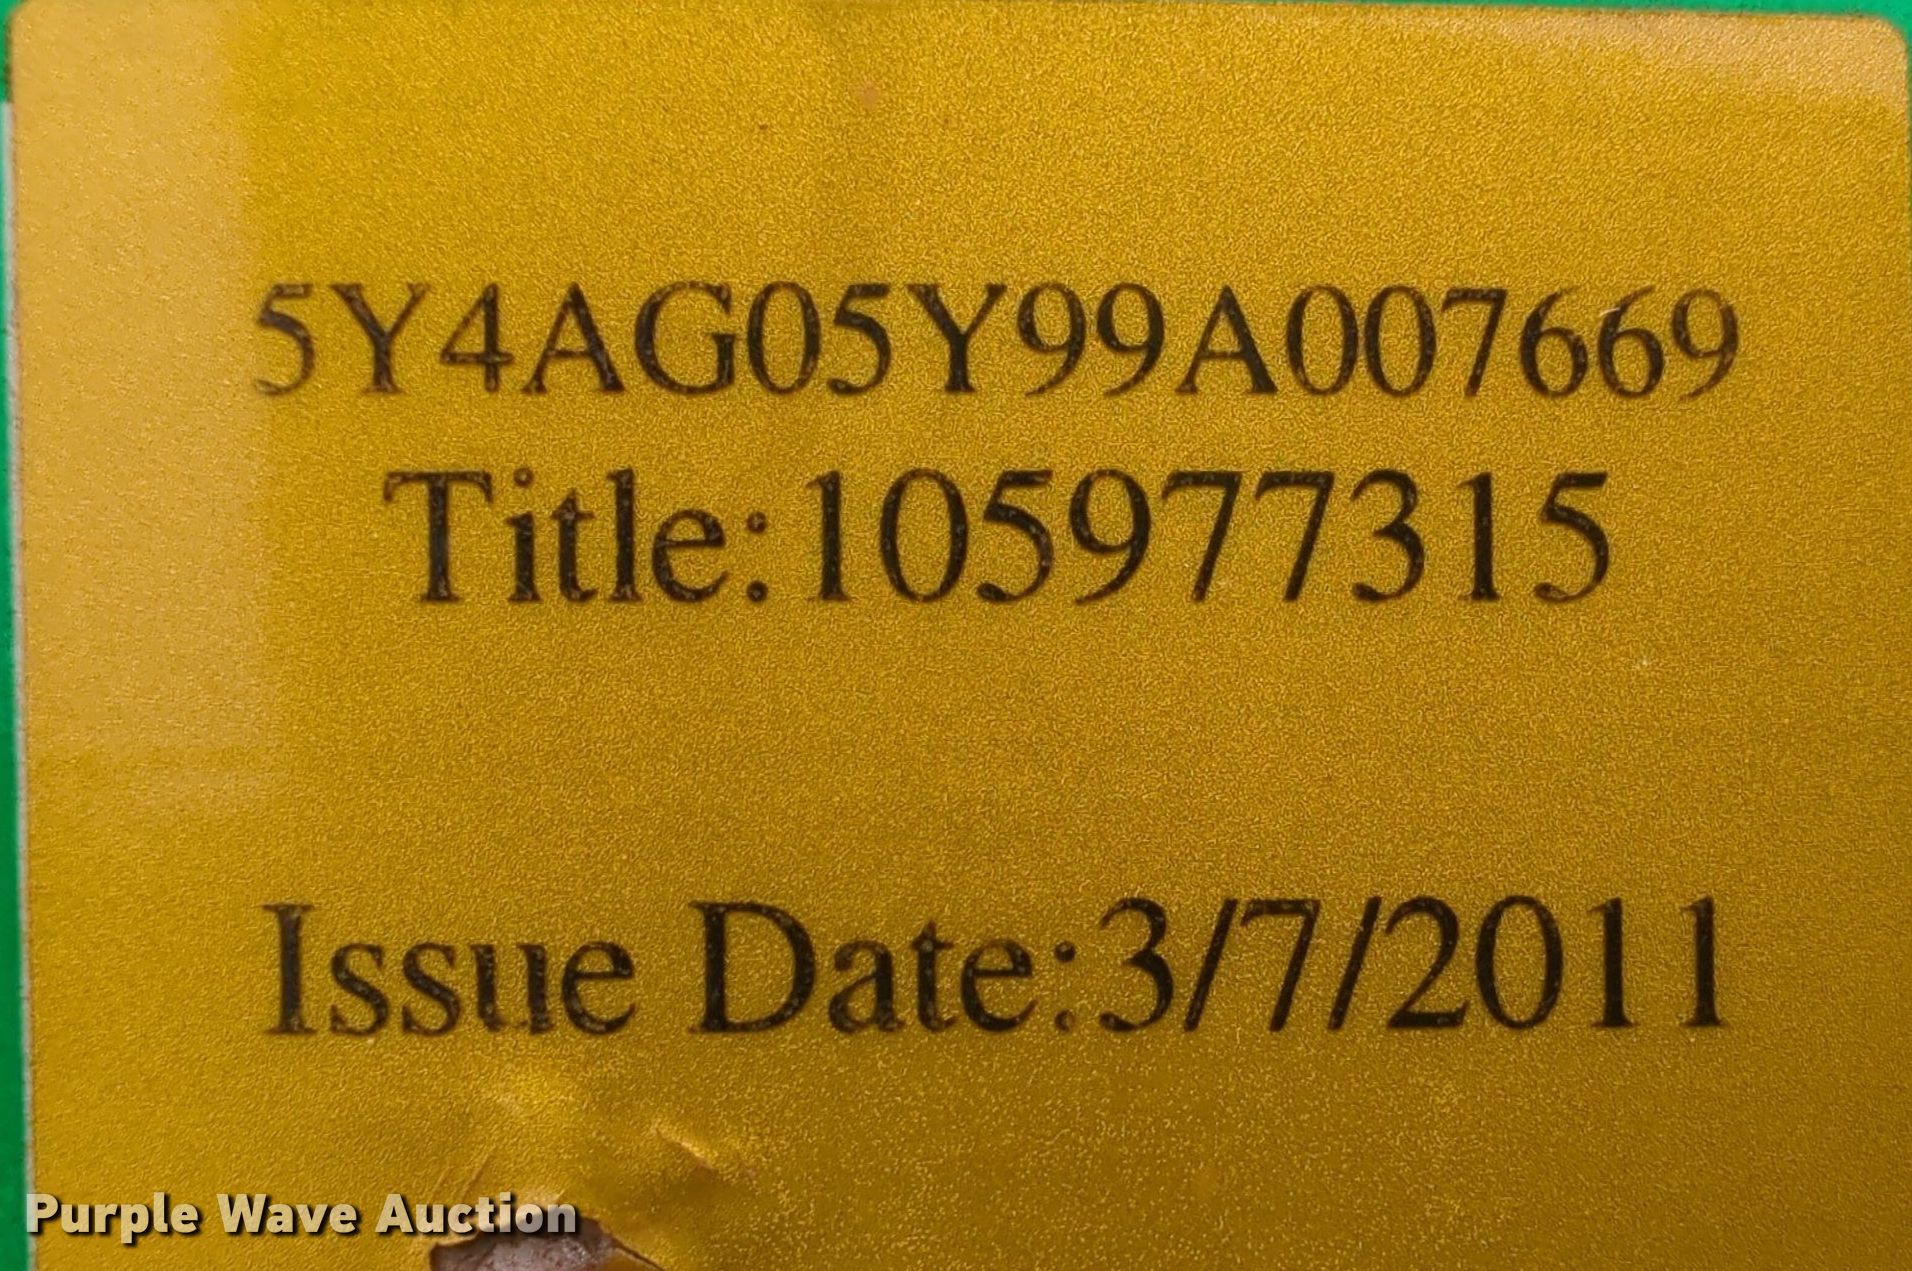 5Y4AG05Y99A007669
Title:105977315
Issue Date:3/7/2011
Purple Wave Auction